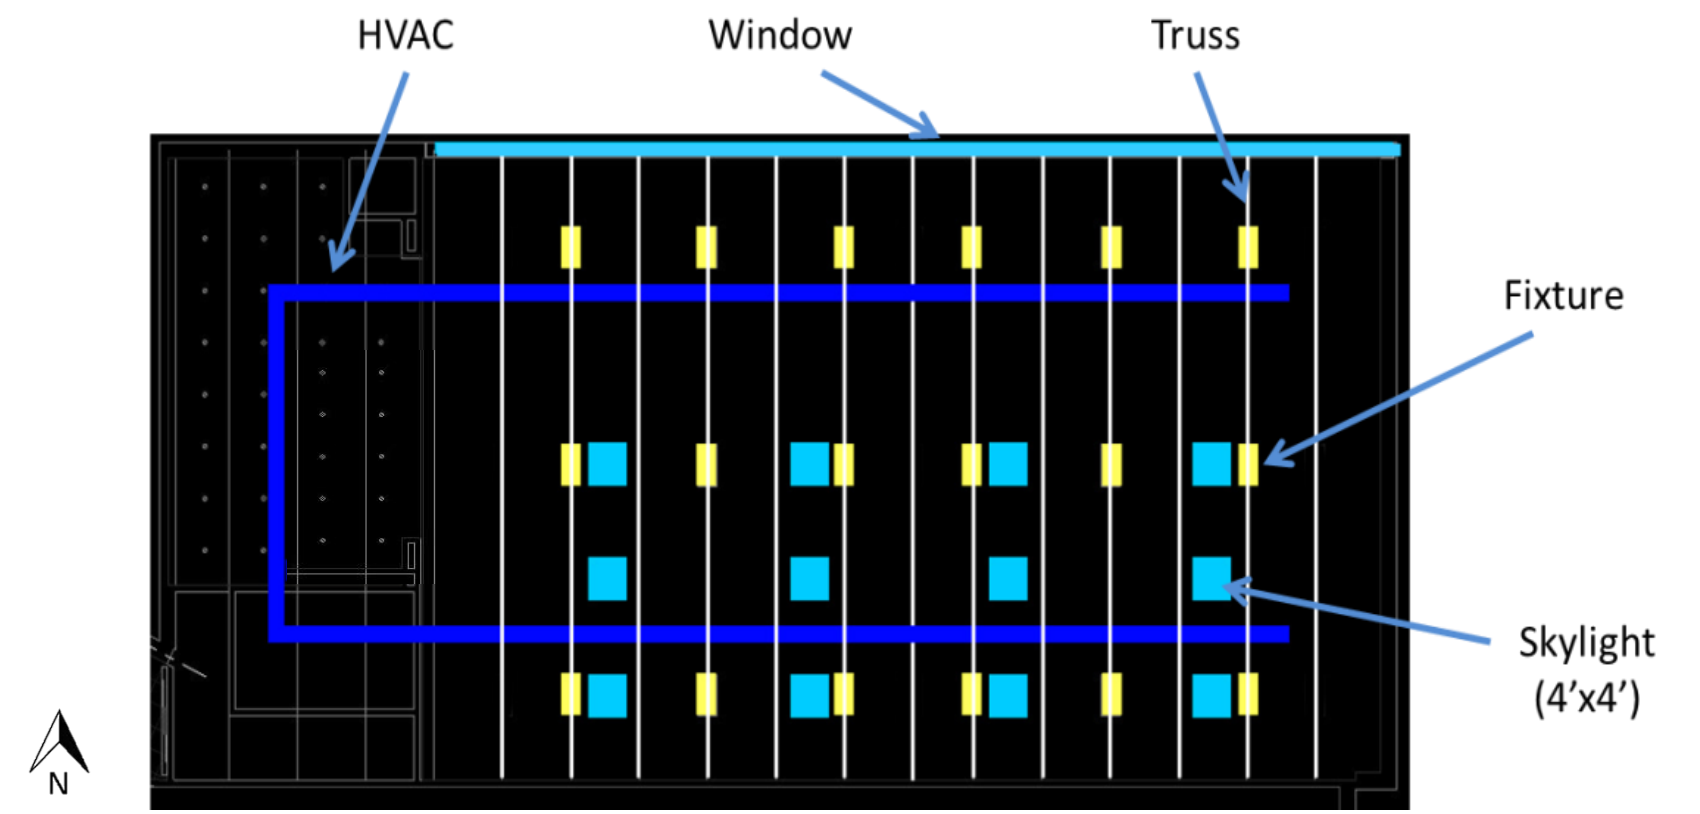 HVAC
Window
Truss
Fixture
Skylight
(4’x4’)
N